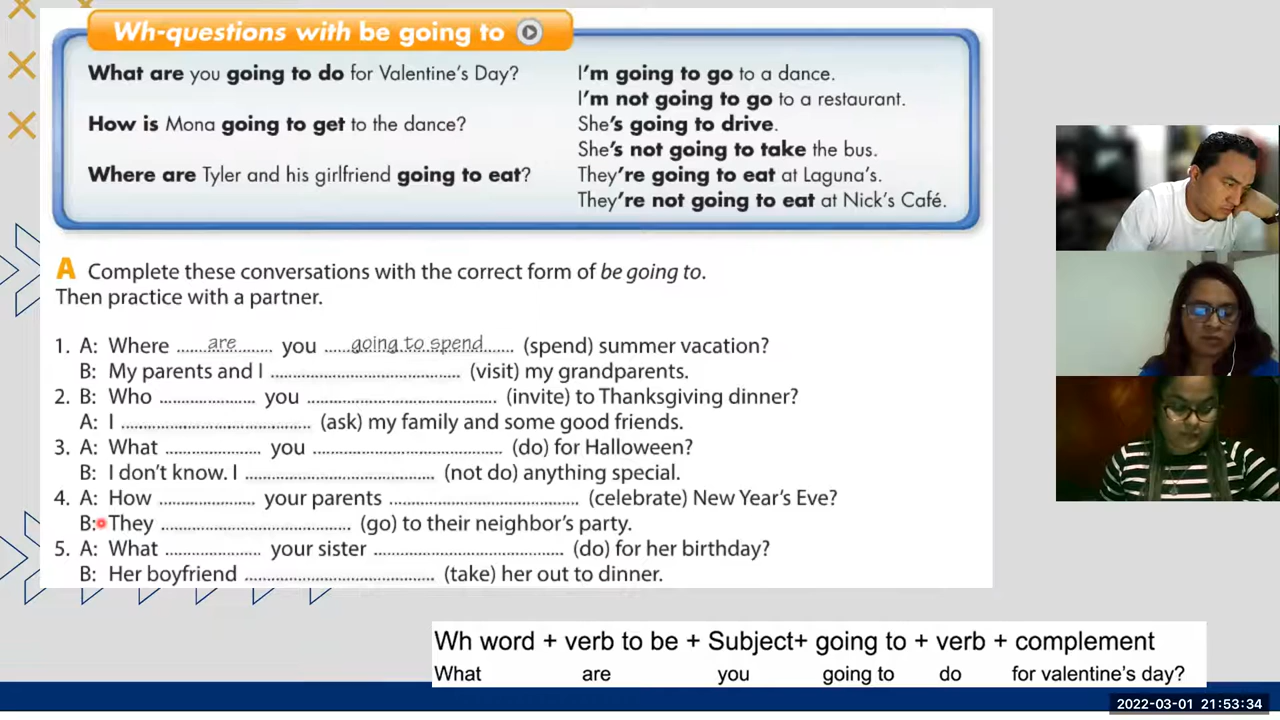 Wh-questions with be going to
What are you going to do for Valentine's Day?
I'm going to go to a dance.
I'm not going to go to a restaurant.
How is Mona going to get to the dance?
She's going to drive.
She's not going to take the bus.
Where are Tyler and his girlfriend going to eat?
They're going to eat at Laguna's.
They're not going to eat at Nick's Café.
A Complete these conversations with the correct form of be going to.
Then practice with a partner.
1. A: Where ......are...... you ......going to spend...... (spend) summer vacation?
B: My parents and I .......................................... (visit) my grandparents.
2. B: Who ..................... you .......................................... (invite) to Thanksgiving dinner?
A: I .......................................... (ask) my family and some good friends.
3. A: What ..................... you .......................................... (do) for Halloween?
B: I don't know. I .......................................... (not do) anything special.
4. A: How ..................... your parents .......................................... (celebrate) New Year's Eve?
B: They .......................................... (go) to their neighbor's party.
5. A: What ..................... your sister .......................................... (do) for her birthday?
B: Her boyfriend .......................................... (take) her out to dinner.
Wh word + verb to be + Subject+ going to + verb + complement
What are you going to do for valentine's day?
2022-03-01 21:53:34